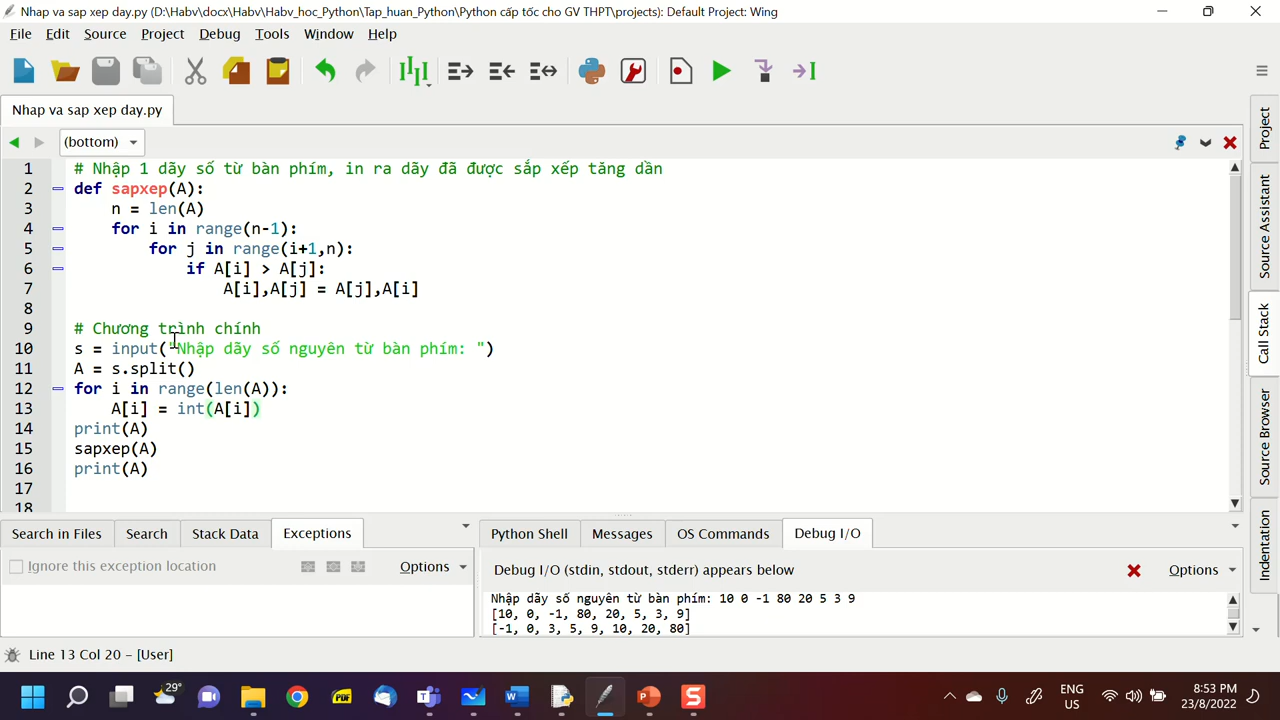 Nhap va sap xep day.py (D:\Habv\docx\Habv\Habv_hoc_Python\Tap_huan_Python\Python cấp tốc cho GV THPT\projects): Default Project: Wing
File Edit Source Project Debug Tools Window Help
Nhap va sap xep day.py
(bottom)
1 # Nhập 1 dãy số từ bàn phím, in ra dãy đã được sắp xếp tăng dần
2 def sapxep(A):
3 n = len(A)
4 for i in range(n-1):
5 for j in range(i+1,n):
6 if A[i] > A[j]:
7 A[i],A[j] = A[j],A[i]
8
9 # Chương trình chính
10 s = input("Nhập dãy số nguyên từ bàn phím: ")
11 A = s.split()
12 for i in range(len(A)):
13 A[i] = int(A[i])
14 print(A)
15 sapxep(A)
16 print(A)
17
18
Project
Source Assistant
Call Stack
Source Browser
Indentation
Search in Files Search Stack Data Exceptions
Ignore this exception location Options
Python Shell Messages OS Commands Debug I/O
Debug I/O (stdin, stdout, stderr) appears below Options
Nhập dãy số nguyên từ bàn phím: 10 0 -1 80 20 5 3 9
[10, 0, -1, 80, 20, 5, 3, 9]
[-1, 0, 3, 5, 9, 10, 20, 80]
Line 13 Col 20 - [User]
29°
PDF
W
P
S
ENG
US
8:53 PM
23/8/2022